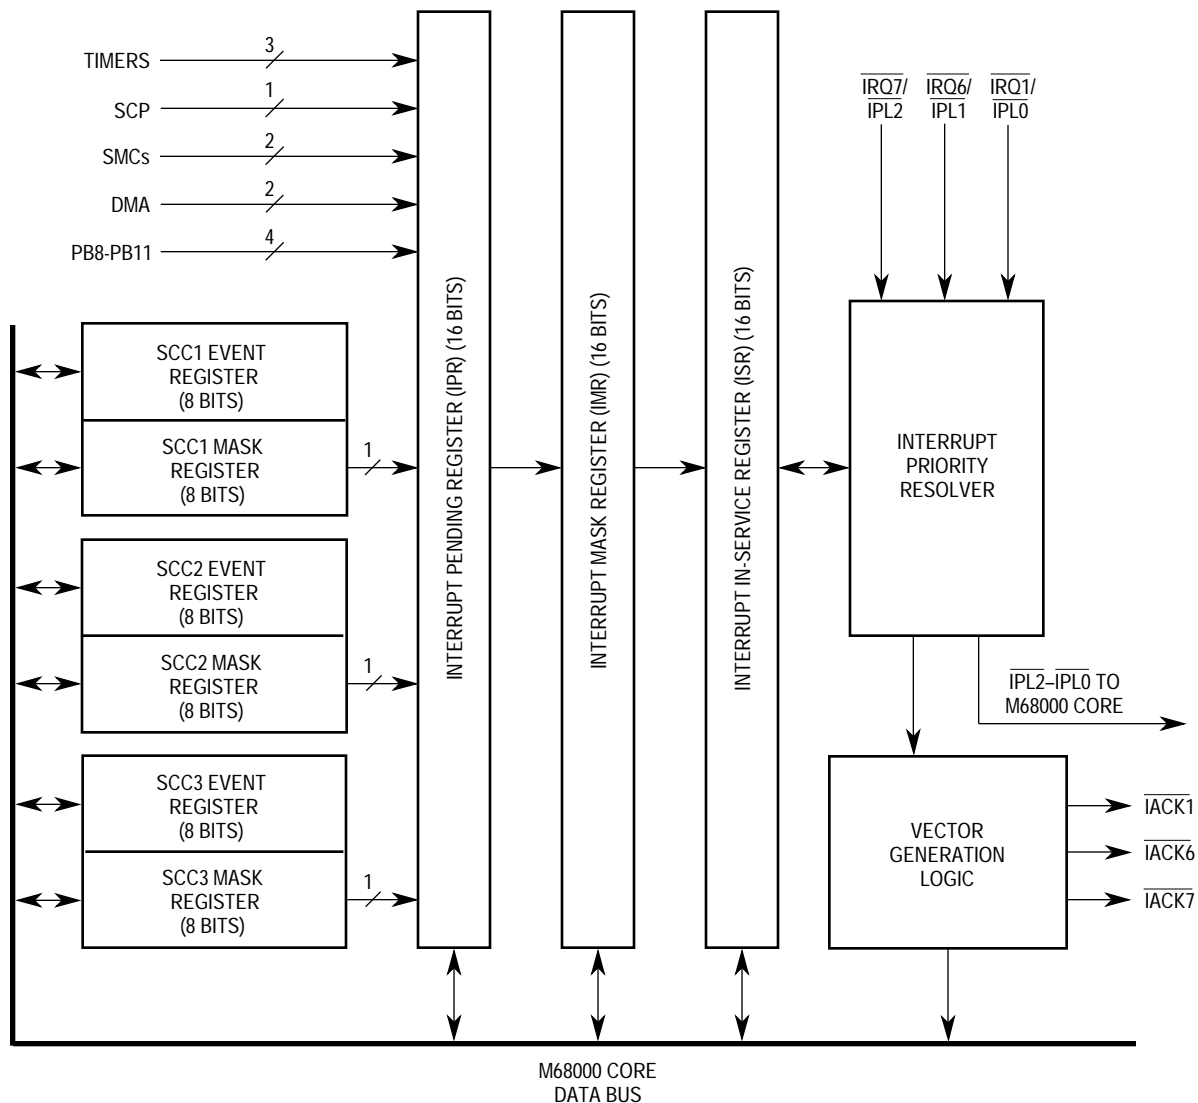 TIMERS
3
SCP
1
SMCs
2
DMA
2
PB8-PB11
4
SCC1 EVENT
REGISTER
(8 BITS)
SCC1 MASK
REGISTER
(8 BITS)
1
SCC2 EVENT
REGISTER
(8 BITS)
SCC2 MASK
REGISTER
(8 BITS)
1
SCC3 EVENT
REGISTER
(8 BITS)
SCC3 MASK
REGISTER
(8 BITS)
1
INTERRUPT PENDING REGISTER (IPR) (16 BITS)
INTERRUPT MASK REGISTER (IMR) (16 BITS)
INTERRUPT IN-SERVICE REGISTER (ISR) (16 BITS)
IRQ7/
IPL2
IRQ6/
IPL1
IRQ1/
IPL0
INTERRUPT
PRIORITY
RESOLVER
IPL2–IPL0 TO
M68000 CORE
VECTOR
GENERATION
LOGIC
IACK1
IACK6
IACK7
M68000 CORE
DATA BUS